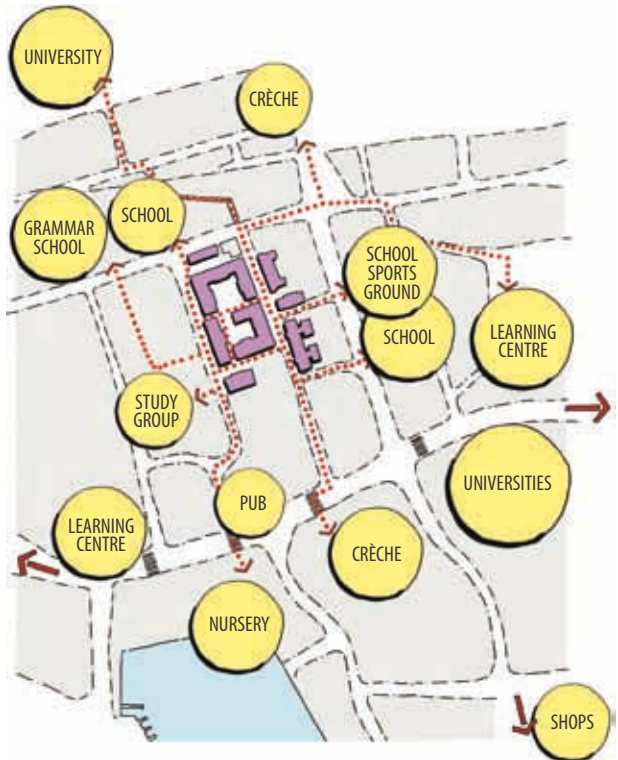 UNIVERSITY
CRÈCHE
GRAMMAR
SCHOOL
SCHOOL
SCHOOL
SPORTS
GROUND
SCHOOL
LEARNING
CENTRE
STUDY
GROUP
PUB
UNIVERSITIES
LEARNING
CENTRE
CRÈCHE
NURSERY
SHOPS